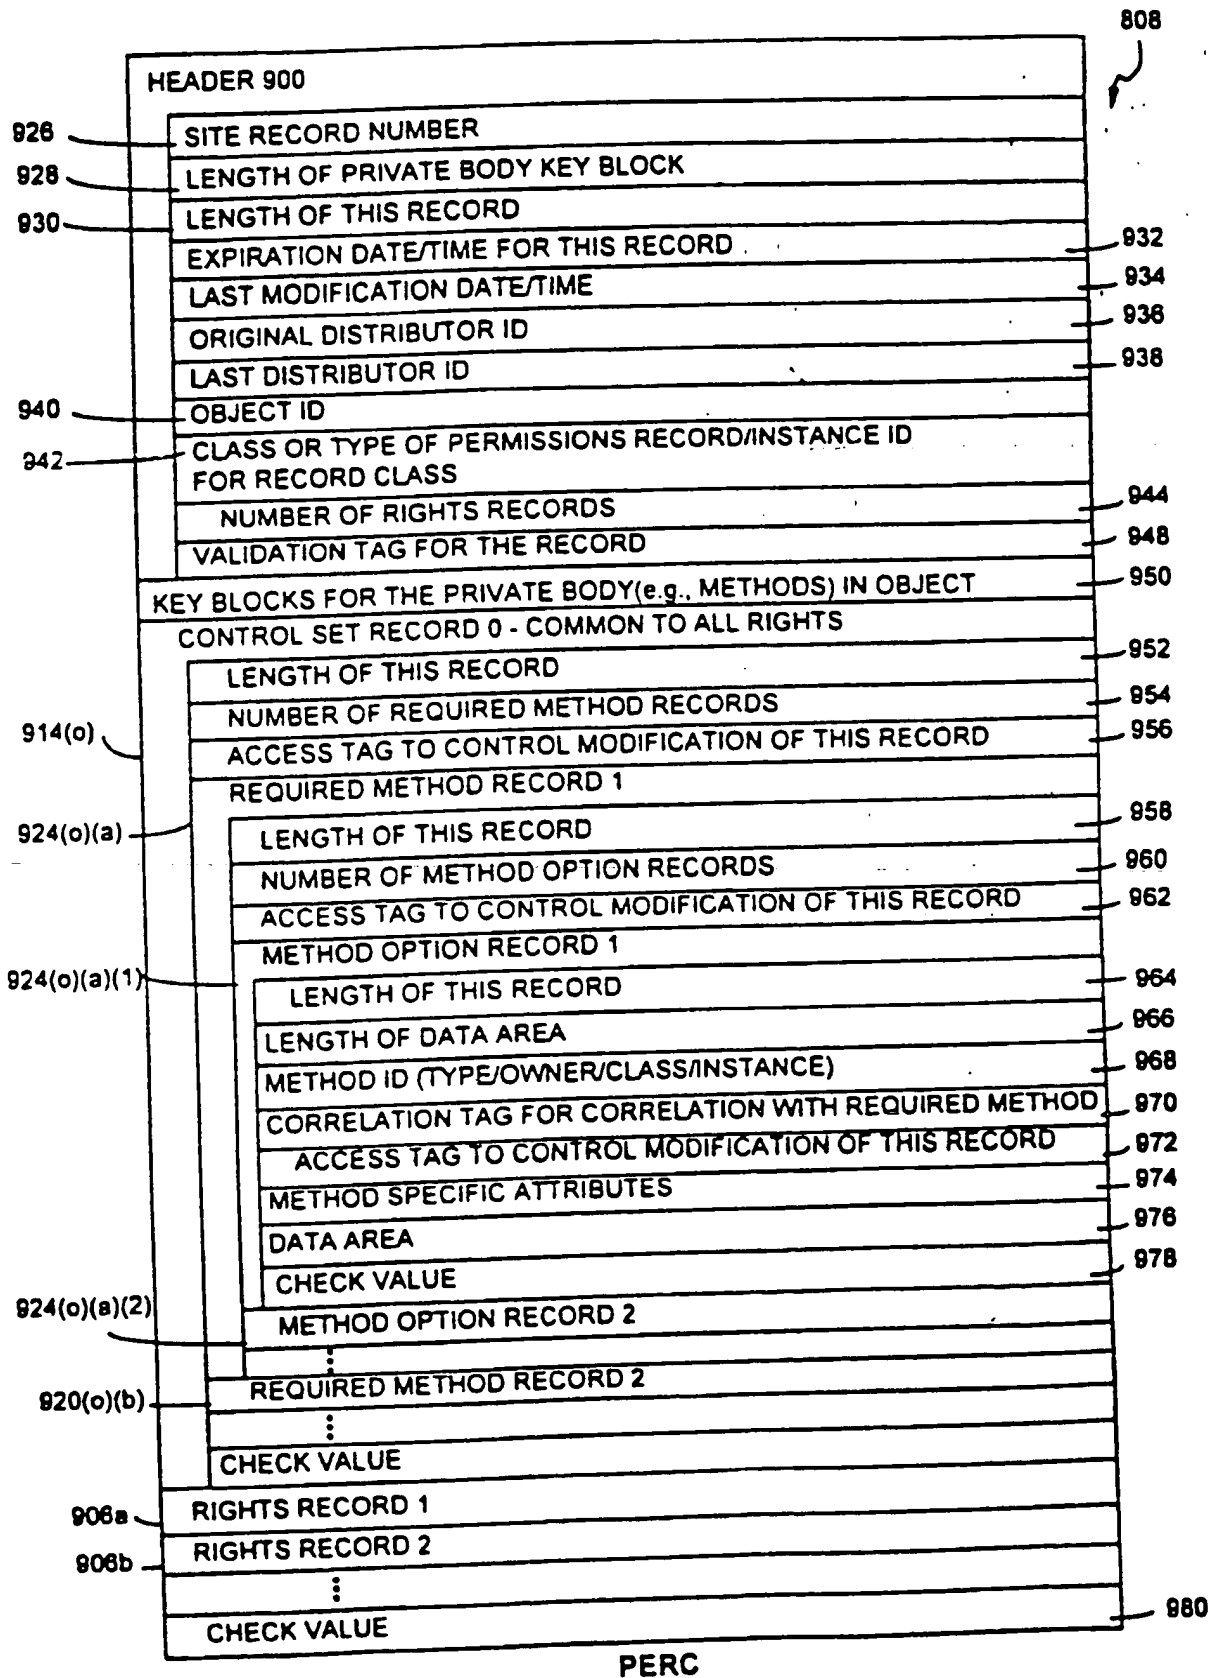 808
HEADER 900
926 SITE RECORD NUMBER
928 LENGTH OF PRIVATE BODY KEY BLOCK
930 LENGTH OF THIS RECORD
EXPIRATION DATE/TIME FOR THIS RECORD 932
LAST MODIFICATION DATE/TIME 934
ORIGINAL DISTRIBUTOR ID 936
LAST DISTRIBUTOR ID 938
940 OBJECT ID
942 CLASS OR TYPE OF PERMISSIONS RECORD/INSTANCE ID
FOR RECORD CLASS
NUMBER OF RIGHTS RECORDS 944
VALIDATION TAG FOR THE RECORD 948
KEY BLOCKS FOR THE PRIVATE BODY(e.g., METHODS) IN OBJECT 950
CONTROL SET RECORD 0 - COMMON TO ALL RIGHTS
LENGTH OF THIS RECORD 952
NUMBER OF REQUIRED METHOD RECORDS 954
914(o) ACCESS TAG TO CONTROL MODIFICATION OF THIS RECORD 956
REQUIRED METHOD RECORD 1
924(o)(a) LENGTH OF THIS RECORD 958
NUMBER OF METHOD OPTION RECORDS 960
ACCESS TAG TO CONTROL MODIFICATION OF THIS RECORD 962
METHOD OPTION RECORD 1
924(o)(a)(1) LENGTH OF THIS RECORD 964
LENGTH OF DATA AREA 966
METHOD ID (TYPE/OWNER/CLASS/INSTANCE) 968
CORRELATION TAG FOR CORRELATION WITH REQUIRED METHOD 970
ACCESS TAG TO CONTROL MODIFICATION OF THIS RECORD 972
METHOD SPECIFIC ATTRIBUTES 974
DATA AREA 976
CHECK VALUE 978
924(o)(a)(2) METHOD OPTION RECORD 2
920(o)(b) REQUIRED METHOD RECORD 2
CHECK VALUE
906a RIGHTS RECORD 1
906b RIGHTS RECORD 2
CHECK VALUE 980
PERC